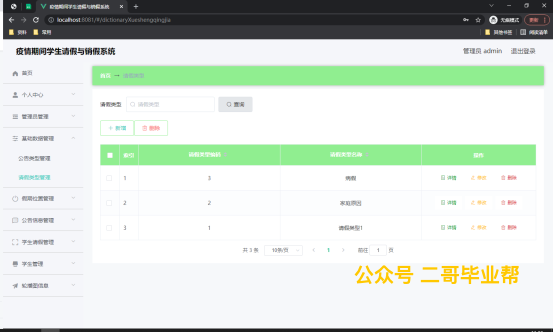 疫情期间学生请假与销假系统
localhost:8081/#/dictionaryXueshengqingjia
无痕模式
更新
资料
常用
其他书签
阅读清单
疫情期间学生请假与销假系统
管理员 admin
退出登录
首页
首页
请假类型
个人中心
管理员管理
基础数据管理
公告类型管理
请假类型管理
假期位置管理
公告信息管理
学生请假管理
学生管理
轮播图信息
请假类型
请假类型
查询
新增
删除
索引
请假类型编码
请假类型名称
操作
1 3 病假 详情 修改 删除
2 2 家庭原因 详情 修改 删除
3 1 请假类型1 详情 修改 删除
共 3 条 10条/页 1 前往 1 页
公众号 二哥毕业帮